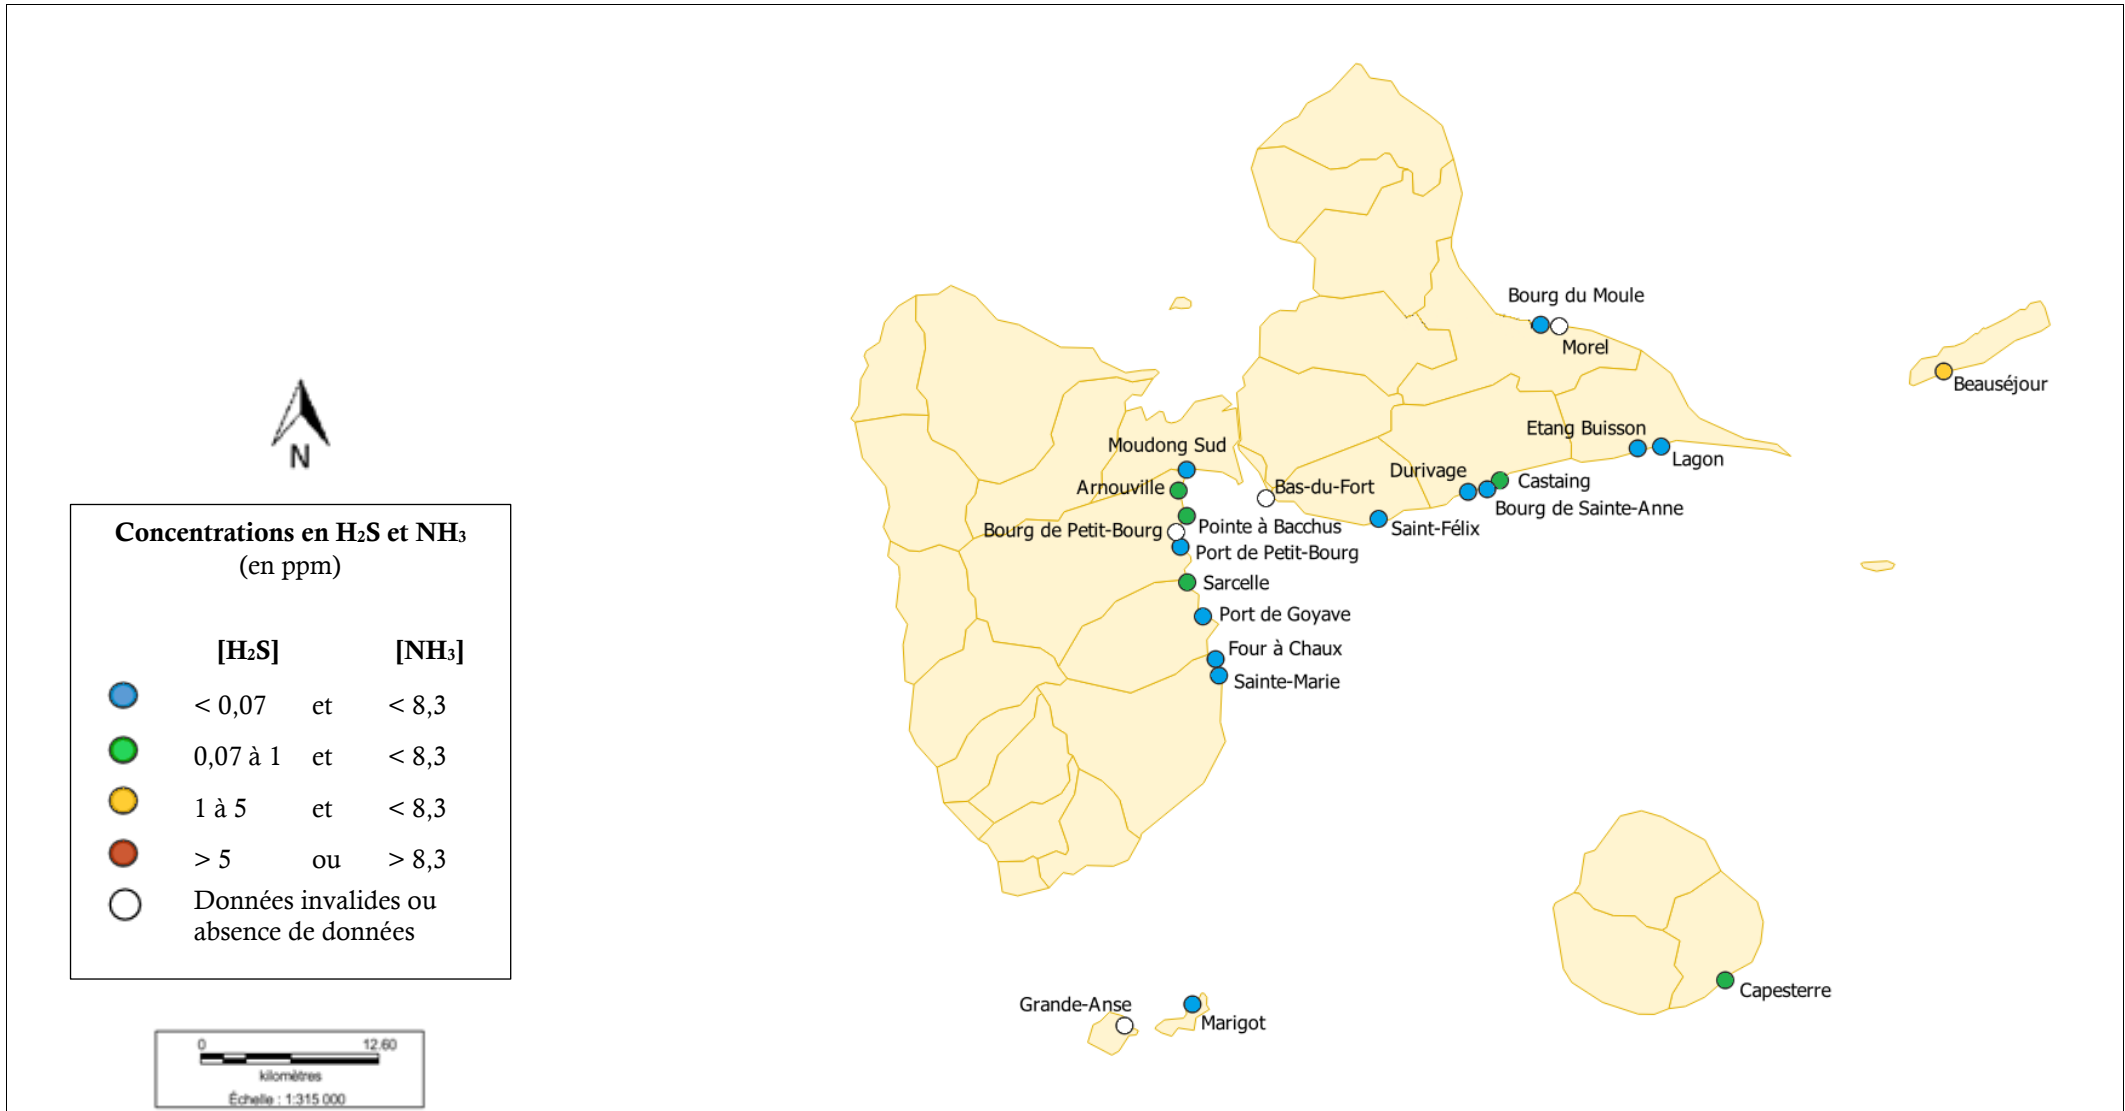 Bourg du Moule
Morel
Beauséjour
Etang Buisson
Lagon
Moudong Sud
Durivage
Castaing
Arnouville
Bas-du-Fort
Bourg de Sainte-Anne
Pointe à Bacchus
Saint-Félix
Bourg de Petit-Bourg
Port de Petit-Bourg
Sarcelle
Port de Goyave
Four à Chaux
Sainte-Marie
Capesterre
Grande-Anse
Marigot
N
Concentrations en H₂S et NH₃
(en ppm)
[H₂S] [NH₃]
< 0,07 et < 8,3
0,07 à 1 et < 8,3
1 à 5 et < 8,3
> 5 ou > 8,3
Données invalides ou
absence de données
0 12.60
kilomètres
Échelle : 1:315 000